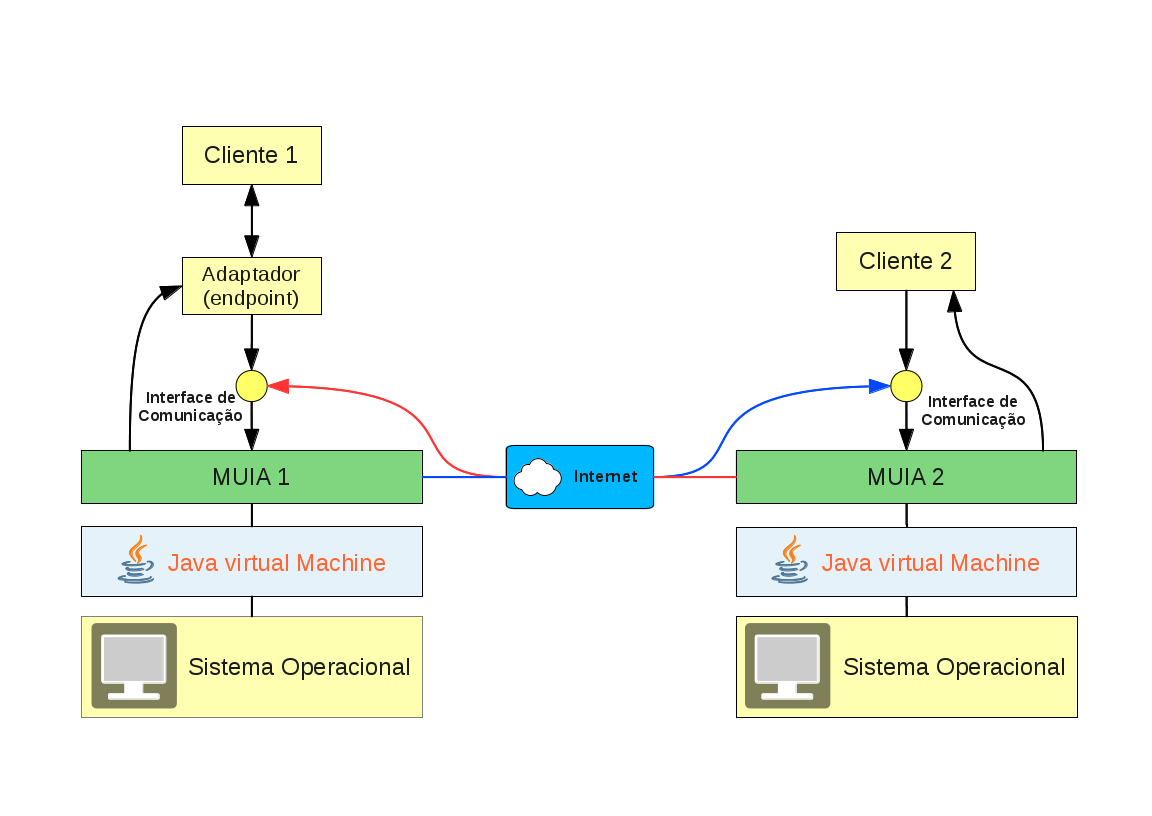 Cliente 1
Adaptador
(endpoint)
Interface de
Comunicação
MUIA 1
Java virtual Machine
Sistema Operacional
Internet
Cliente 2
Interface de
Comunicação
MUIA 2
Java virtual Machine
Sistema Operacional